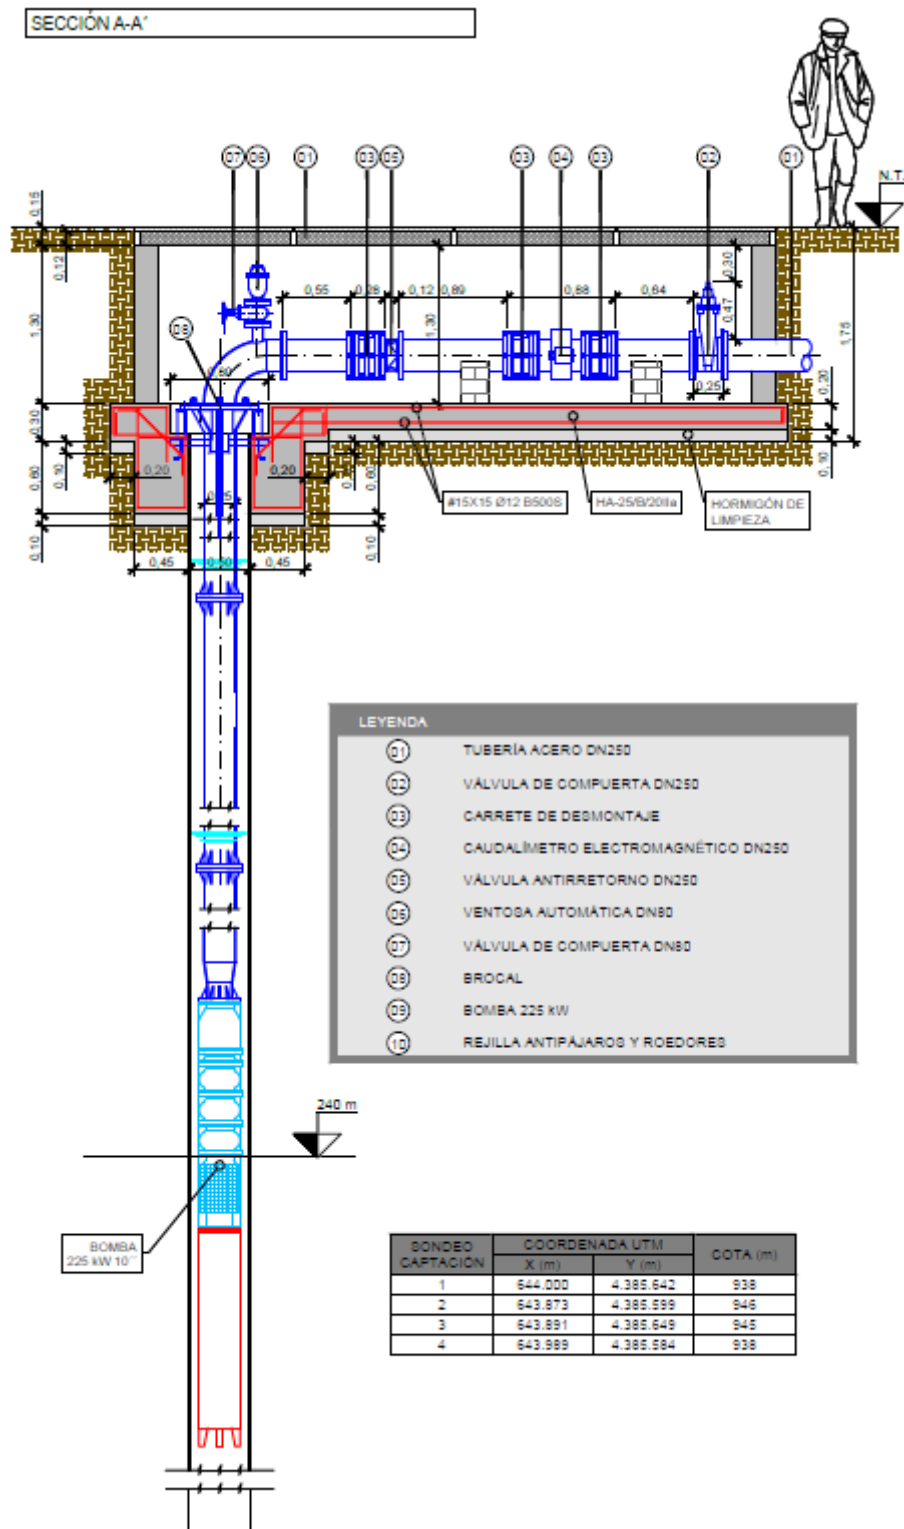 SECCIÓN A-A´
07 06 01 03 05 03 04 03 02 01
N.T.
0,15
0,12
1,30
0,30
0,60
0,10
0,10
08
0,55 0,28 0,12 0,89 0,88 0,64
1,30
0,30
0,47
1,75
0,60
0,25
0,20
0,10
0,20 0,20
0,60
0,10
#15X15 Ø12 B500S
HA-25/B/20IIa
HORMIGÓN DE
LIMPIEZA
0,45 0,50 0,45
LEYENDA
01 TUBERÍA ACERO DN250
02 VÁLVULA DE COMPUERTA DN250
03 CARRETE DE DESMONTAJE
04 CAUDALÍMETRO ELECTROMAGNÉTICO DN250
05 VÁLVULA ANTIRRETORNO DN250
06 VENTOSA AUTOMÁTICA DN80
07 VÁLVULA DE COMPUERTA DN80
08 BROCAL
09 BOMBA 225 kW
10 REJILLA ANTIPÁJAROS Y ROEDORES
240 m
BOMBA
225 kW 10´´
SONDEO CAPTACIÓN COORDENADA UTM COTA (m)
X (m) Y (m)
1 644.000 4.385.642 938
2 643.873 4.385.599 946
3 643.891 4.385.649 945
4 643.989 4.385.584 938